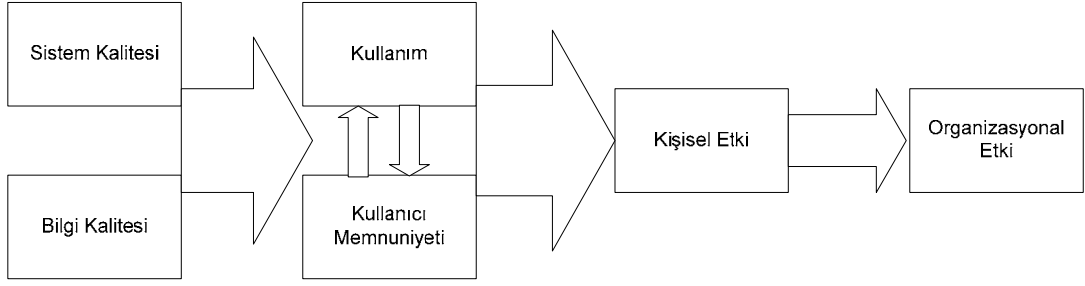 Sistem Kalitesi
Kullanım
Bilgi Kalitesi
Kullanıcı
Memnuniyeti
Kişisel Etki
Organizasyonal
Etki